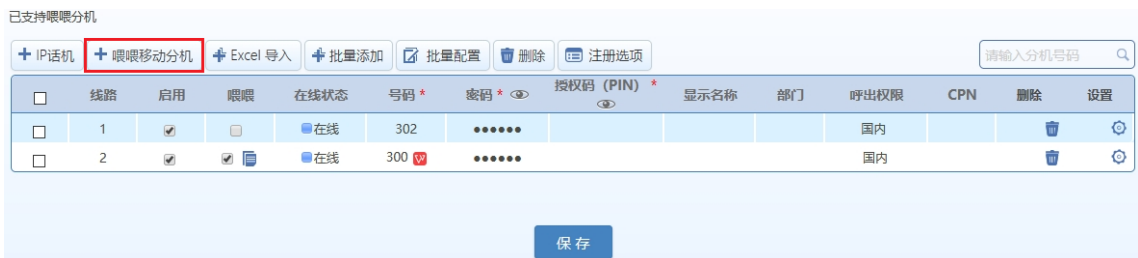 已支持喂喂分机
IP话机 喂喂移动分机 Excel 导入 批量添加 批量配置 删除 注册选项 请输入分机号码
线路 启用 喂喂 在线状态 号码 * 密码 * 授权码（PIN） * 显示名称 部门 呼出权限 CPN 删除 设置
1 在线 302 ●●●●●● 国内
2 在线 300 ●●●●●● 国内
保存